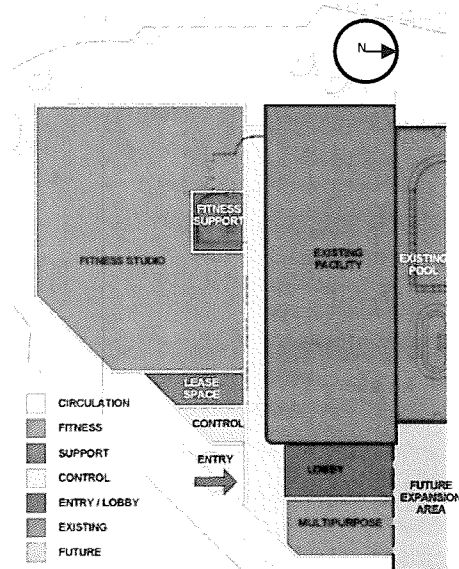 N
FITNESS
SUPPORT
FITNESS STUDIO
EXISTING
FACILITY
EXISTING
POOL
LEASE
SPACE
CONTROL
ENTRY
LOBBY
MULTIPURPOSE
FUTURE
EXPANSION
AREA
CIRCULATION
FITNESS
SUPPORT
CONTROL
ENTRY / LOBBY
EXISTING
FUTURE